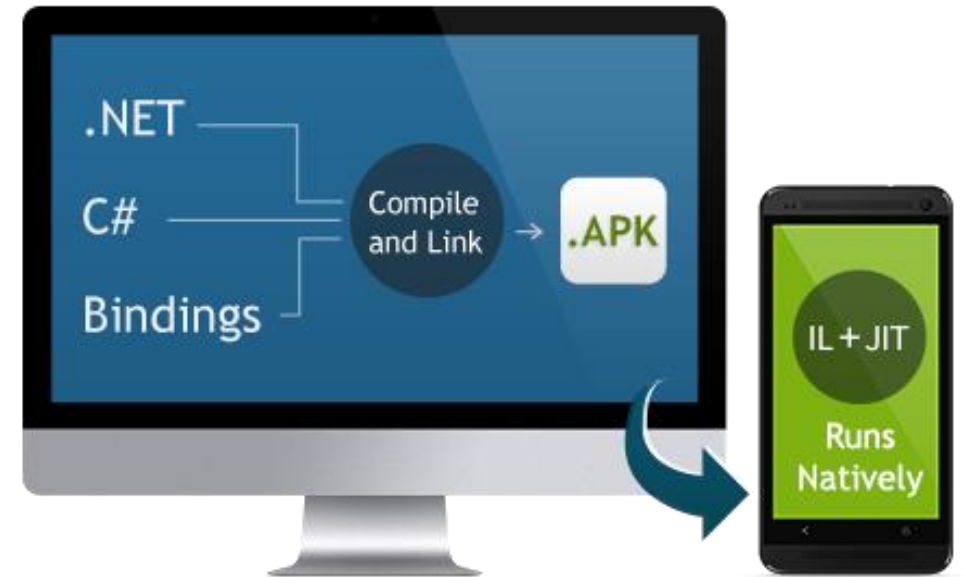 .NET
C#
Bindings
Compile
and Link
.APK
IL+JIT
Runs
Natively